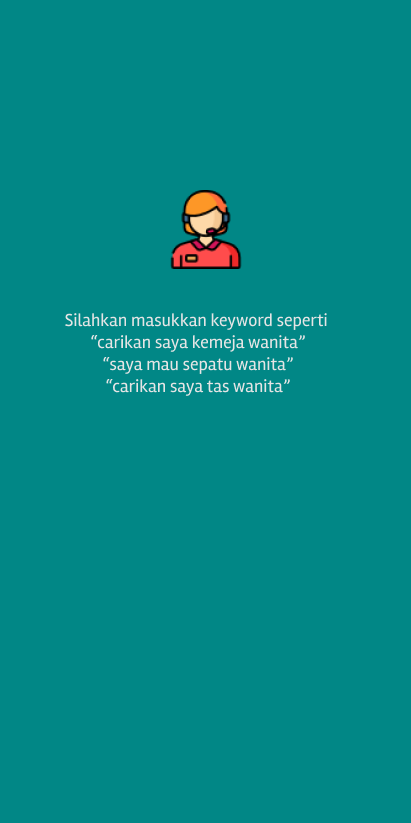 Silahkan masukkan keyword seperti
“carikan saya kemeja wanita”
“saya mau sepatu wanita”
“carikan saya tas wanita”